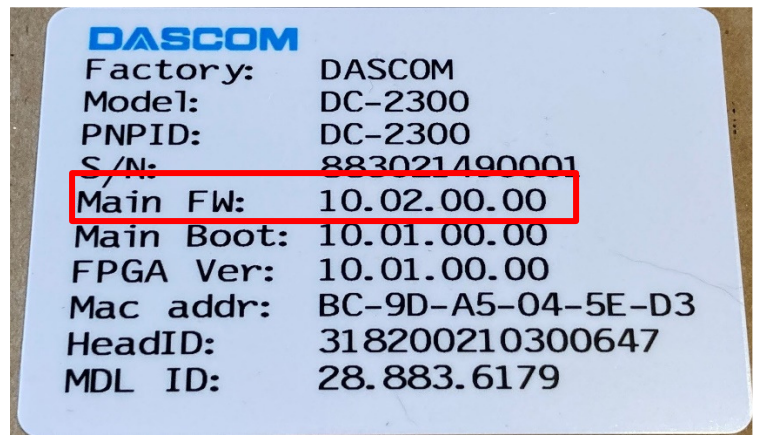 DASCOM
Factory: DASCOM
Model: DC-2300
PNPID: DC-2300
S/N: 883021490001
Main FW: 10.02.00.00
Main Boot: 10.01.00.00
FPGA Ver: 10.01.00.00
Mac addr: BC-9D-A5-04-5E-D3
HeadID: 318200210300647
MDL ID: 28.883.6179